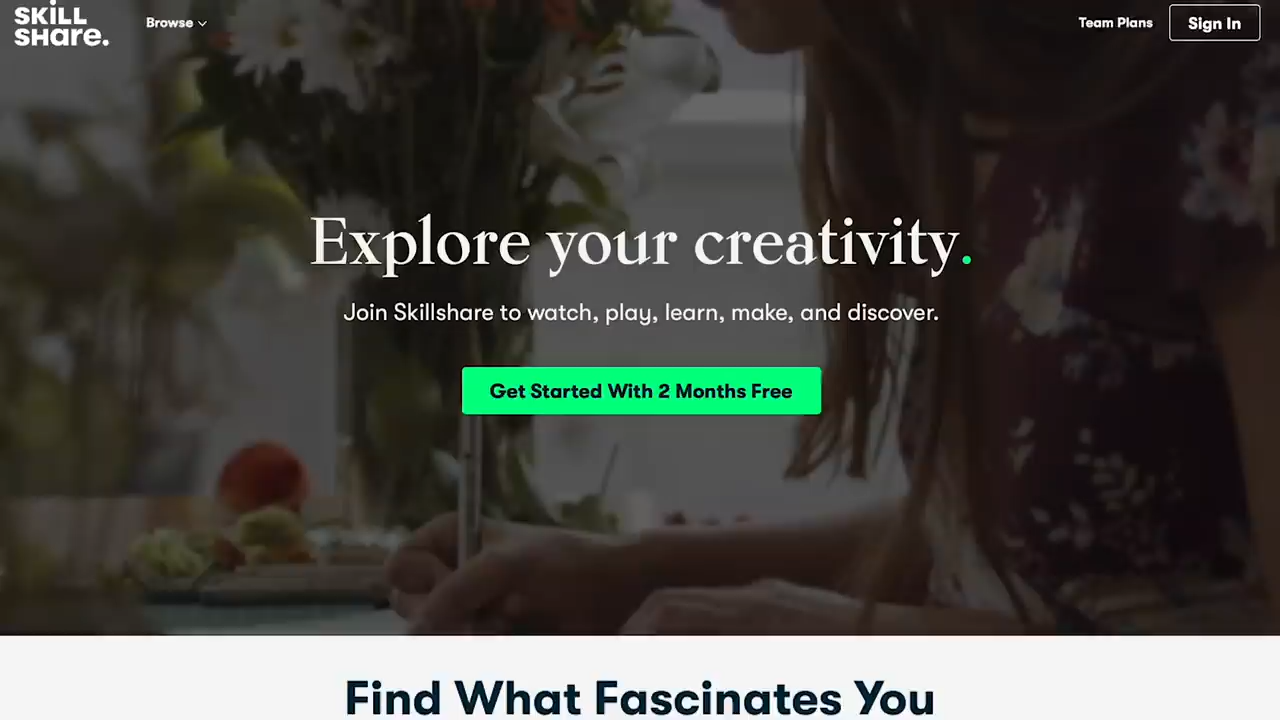 SKiLL
SHare.
Browse
Team Plans
Sign In
Explore your creativity.
Join Skillshare to watch, play, learn, make, and discover.
Get Started With 2 Months Free
Find What Fascinates You